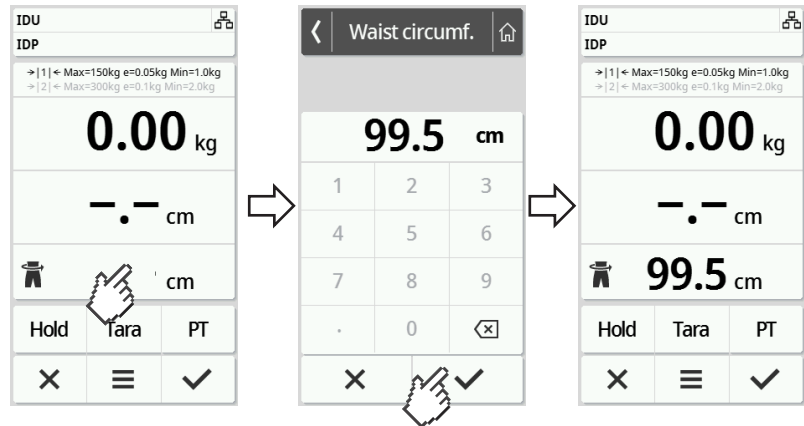 IDU
IDP
→|1|← Max=150kg e=0.05kg Min=1.0kg
→|2|← Max=300kg e=0.1kg Min=2.0kg
0.00 kg
-.- cm
cm
Hold Tara PT
Waist circumf.
99.5 cm
1 2 3
4 5 6
7 8 9
. 0
IDU
IDP
→|1|← Max=150kg e=0.05kg Min=1.0kg
→|2|← Max=300kg e=0.1kg Min=2.0kg
0.00 kg
-.- cm
99.5 cm
Hold Tara PT